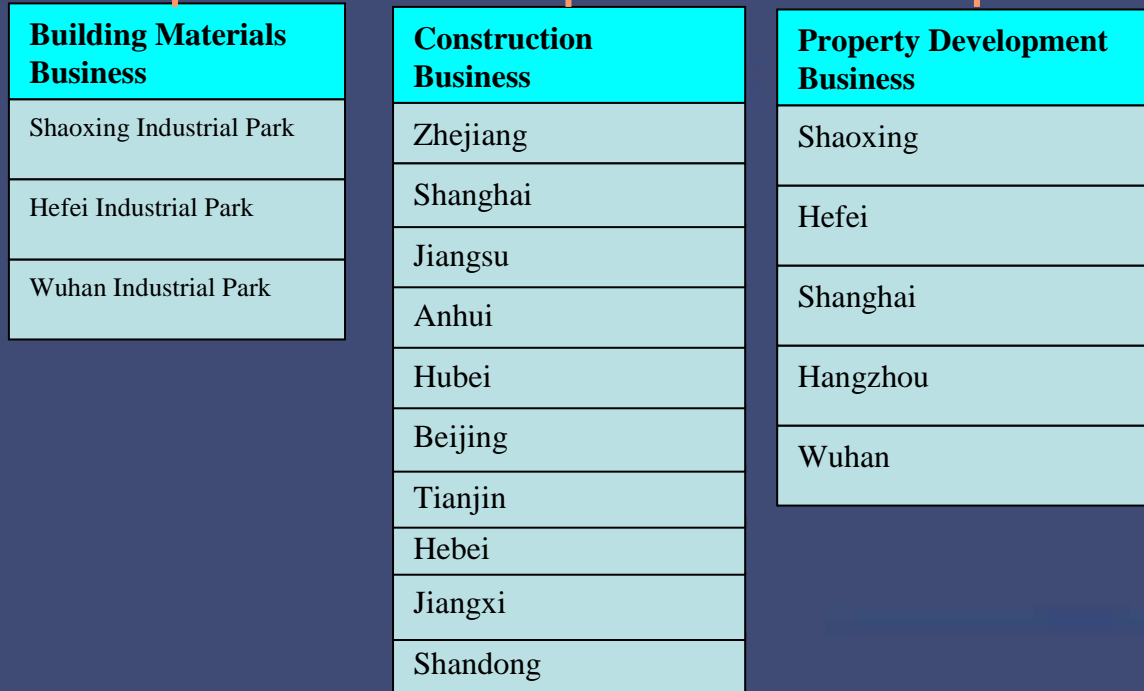 Building Materials
Business
Shaoxing Industrial Park
Hefei Industrial Park
Wuhan Industrial Park
Construction
Business
Zhejiang
Shanghai
Jiangsu
Anhui
Hubei
Beijing
Tianjin
Hebei
Jiangxi
Shandong
Property Development
Business
Shaoxing
Hefei
Shanghai
Hangzhou
Wuhan